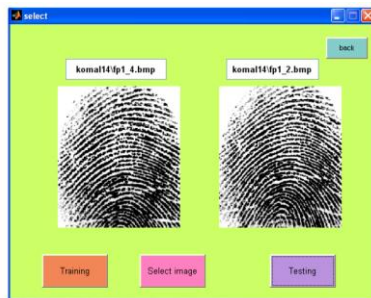 select
back
komal14\fp1_4.bmp
komal14\fp1_2.bmp
Training
Select image
Testing